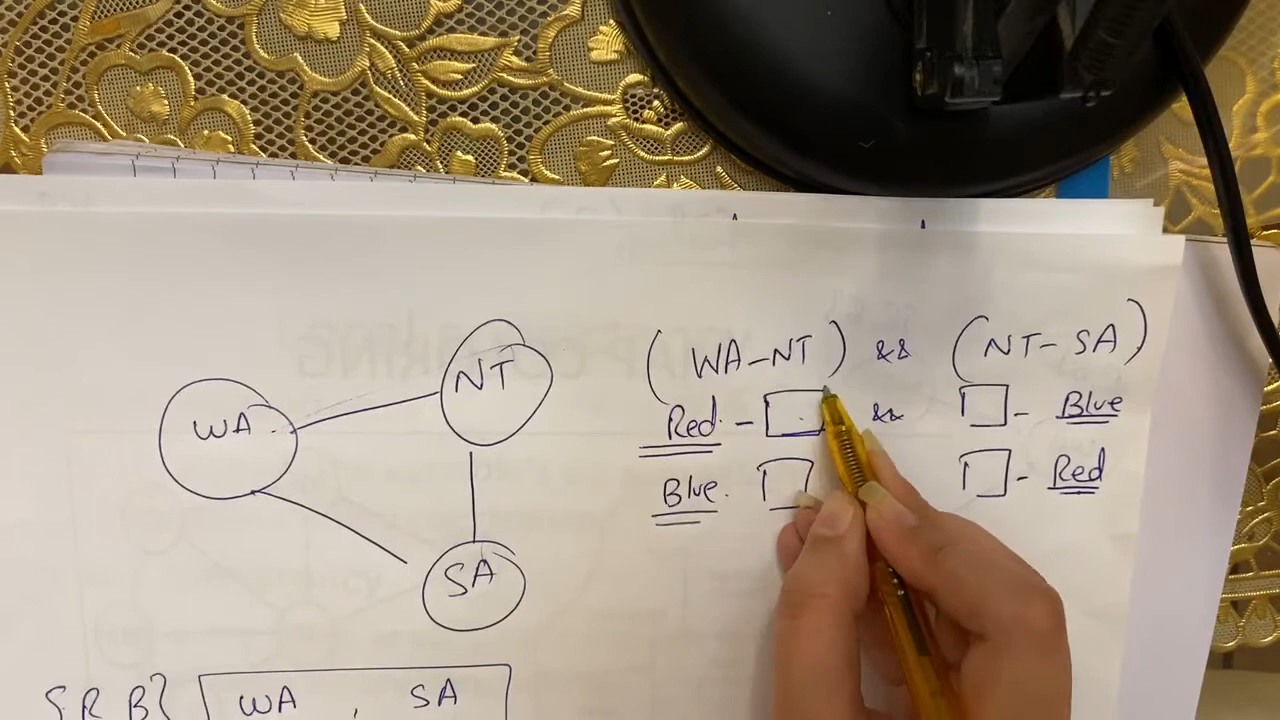 NT
WA
SA
(WA-NT) && (NT-SA)
Red - && - Blue
Blue. - Red
{R B}
WA , SA